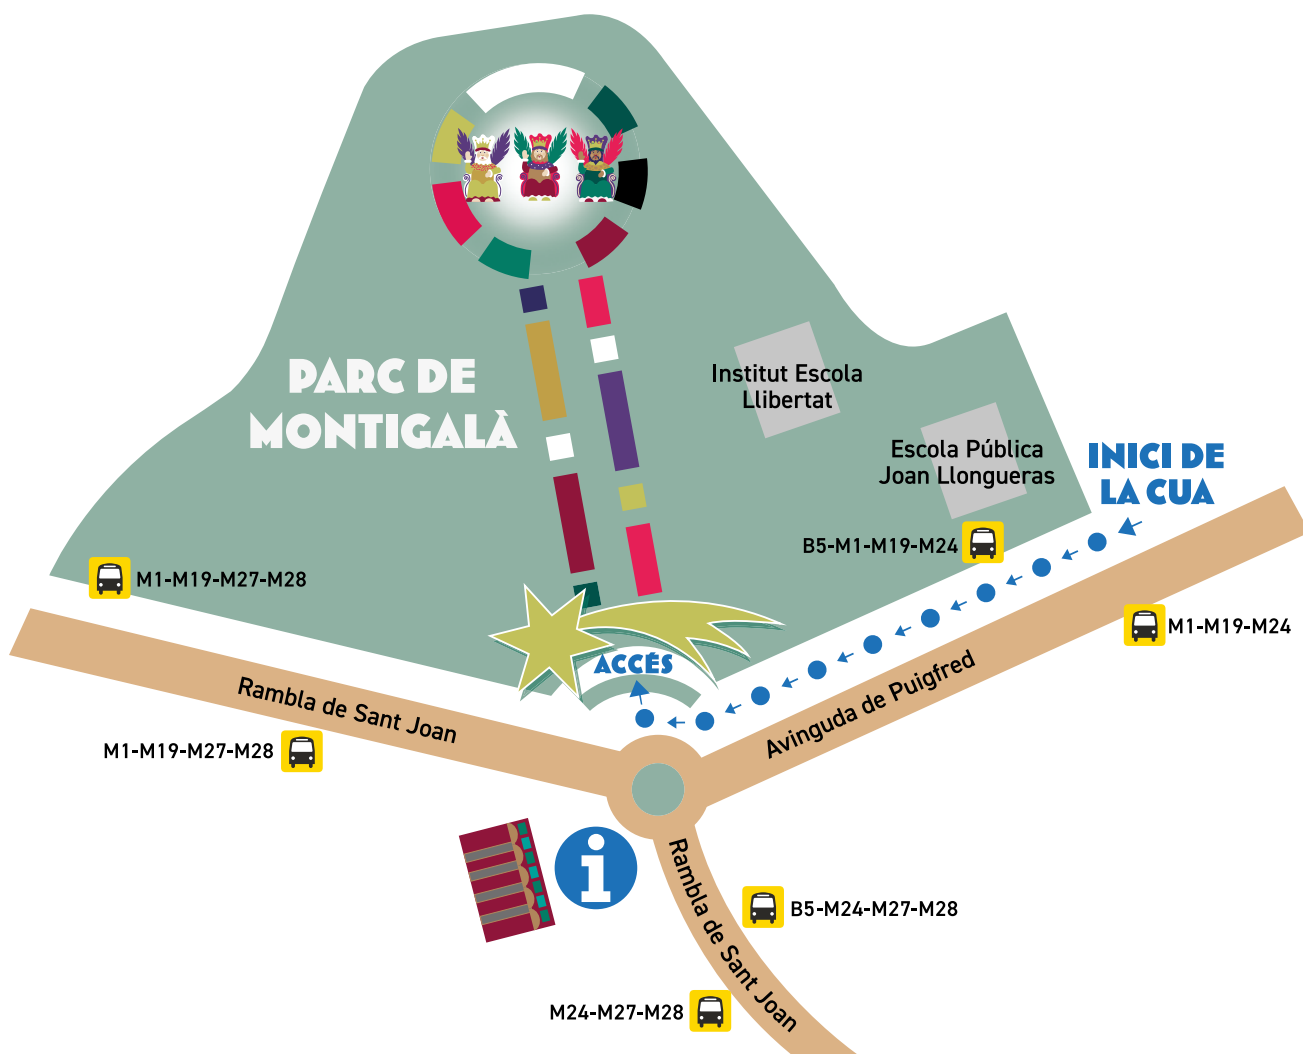 PARC DE
MONTIGALÀ
Institut Escola
Llibertat
Escola Pública
Joan Llongueras
INICI DE
LA CUA
B5-M1-M19-M24
M1-M19-M27-M28
M1-M19-M24
ACCÉS
Rambla de Sant Joan
Avinguda de Puigfred
M1-M19-M27-M28
i
Rambla de Sant Joan
B5-M24-M27-M28
M24-M27-M28